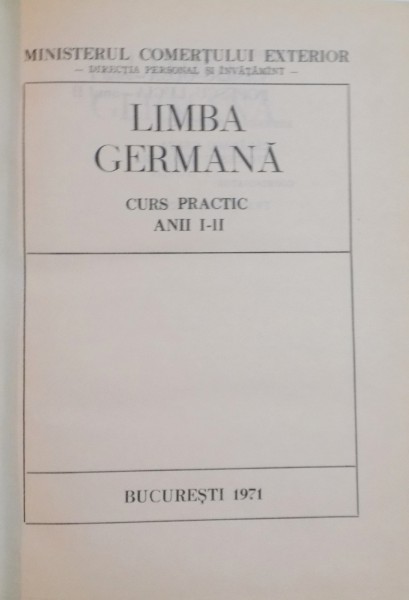 MINISTERUL COMERȚULUI EXTERIOR
— DIRECȚIA PERSONAL ȘI ÎNVĂȚĂMÎNT —
LIMBA
GERMANĂ
CURS PRACTIC
ANII I-II
BUCUREȘTI 1971